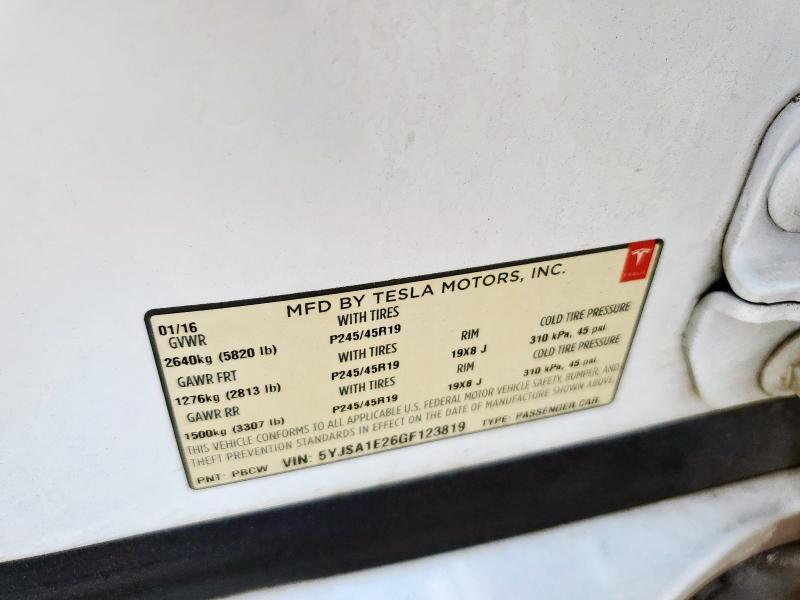 MFD BY TESLA MOTORS, INC.
TESLA
01/16
GVWR WITH TIRES
2640kg (5820 lb) P245/45R19 RIM COLD TIRE PRESSURE
GAWR FRT WITH TIRES 19X8 J 310 kPa, 45 psi
1276kg (2813 lb) P245/45R19 RIM COLD TIRE PRESSURE
GAWR RR WITH TIRES 19X8 J 310 kPa, 45 psi
1500kg (3307 lb) P245/45R19
THIS VEHICLE CONFORMS TO ALL APPLICABLE U.S. FEDERAL MOTOR VEHICLE SAFETY, BUMPER, AND
THEFT PREVENTION STANDARDS IN EFFECT ON THE DATE OF MANUFACTURE SHOWN ABOVE.
PNT: PBCW VIN: 5YJSA1E26GF123819 TYPE: PASSENGER CAR